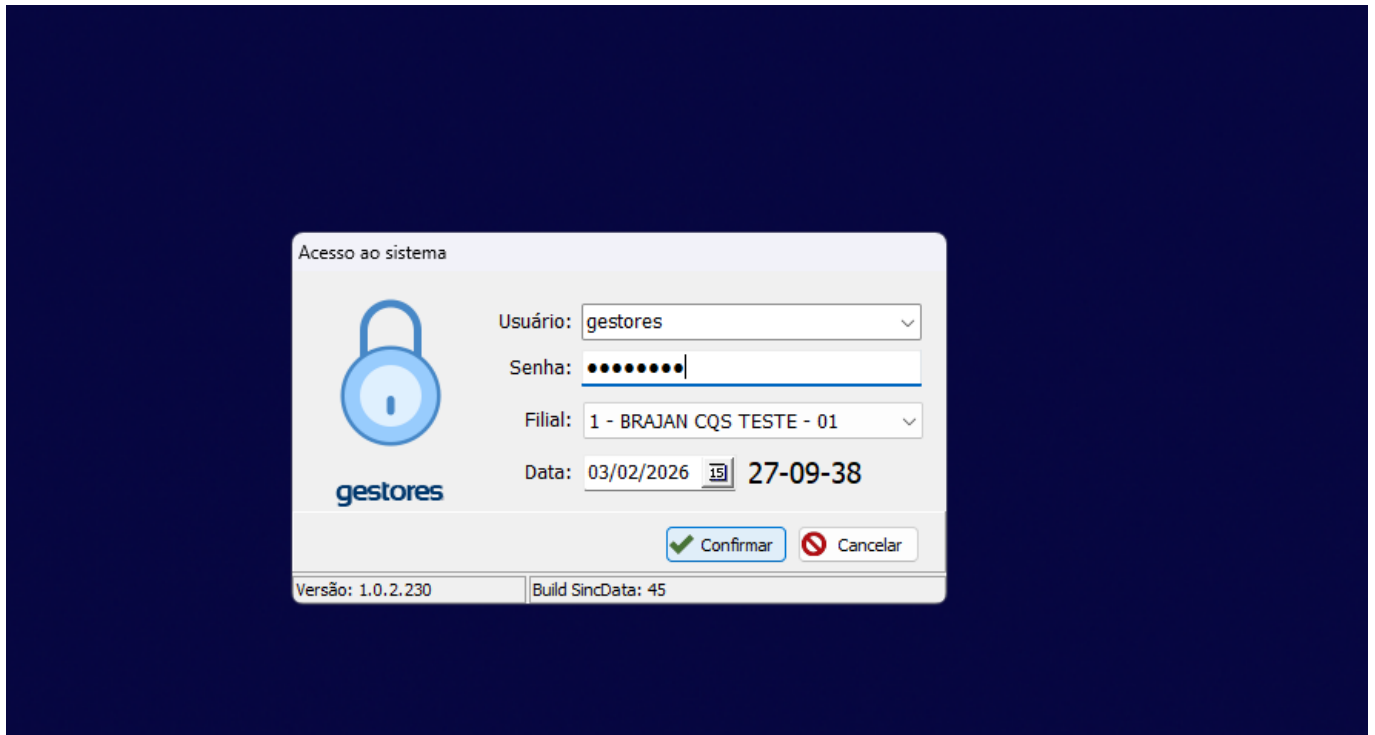 Acesso ao sistema
Usuário: gestores
Senha: ••••••••
Filial: 1 - BRAJAN CQS TESTE - 01
Data: 03/02/2026 15 27-09-38
gestores
Confirmar Cancelar
Versão: 1.0.2.230 Build SincData: 45